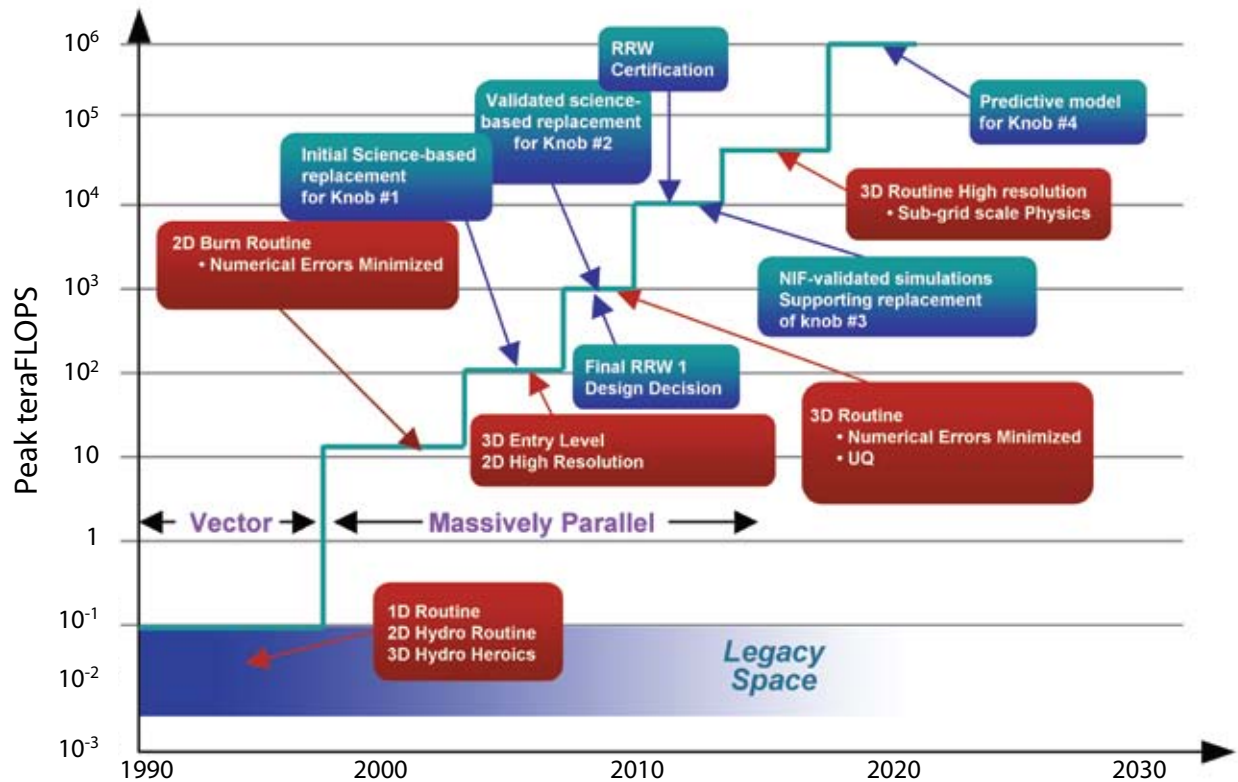 Peak teraFLOPS
10⁶
10⁵
10⁴
10³
10²
10
1
10⁻¹
10⁻²
10⁻³
RRW
Certification
Validated science-
based replacement
for Knob #2
Initial Science-based
replacement
for Knob #1
2D Burn Routine
• Numerical Errors Minimized
Predictive model
for Knob #4
3D Routine High resolution
• Sub-grid scale Physics
NIF-validated simulations
Supporting replacement
of knob #3
Final RRW 1
Design Decision
3D Entry Level
2D High Resolution
3D Routine
• Numerical Errors Minimized
• UQ
Vector
Massively Parallel
1D Routine
2D Hydro Routine
3D Hydro Heroics
Legacy
Space
1990
2000
2010
2020
2030